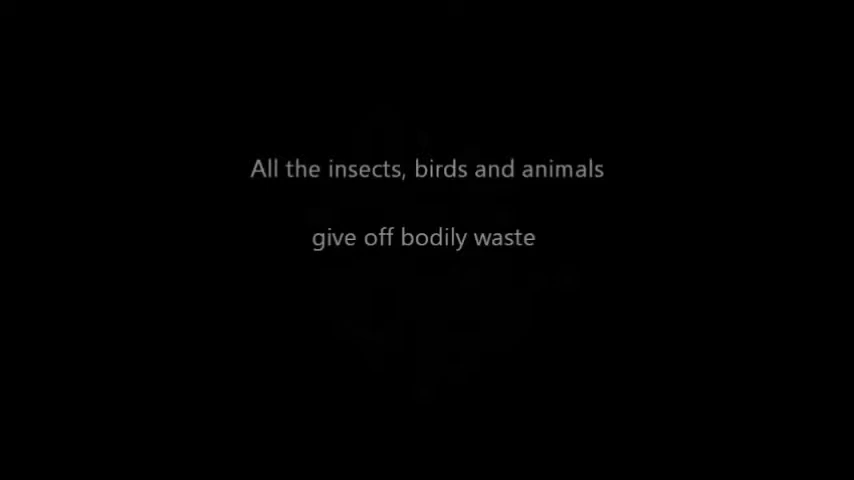 All the insects, birds and animals
give off bodily waste